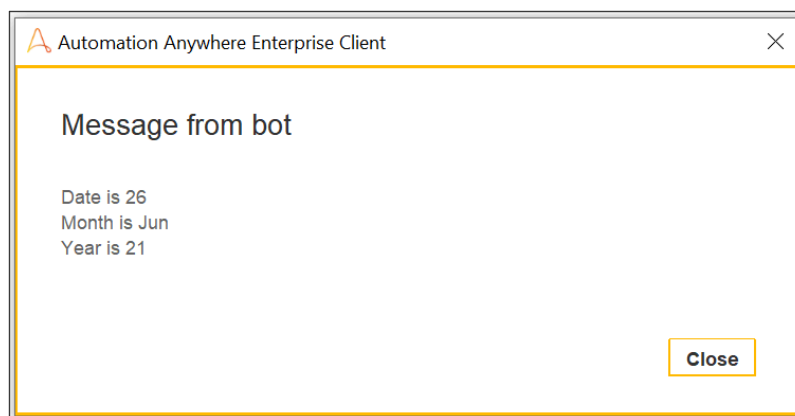 Automation Anywhere Enterprise Client
Message from bot
Date is 26
Month is Jun
Year is 21
Close